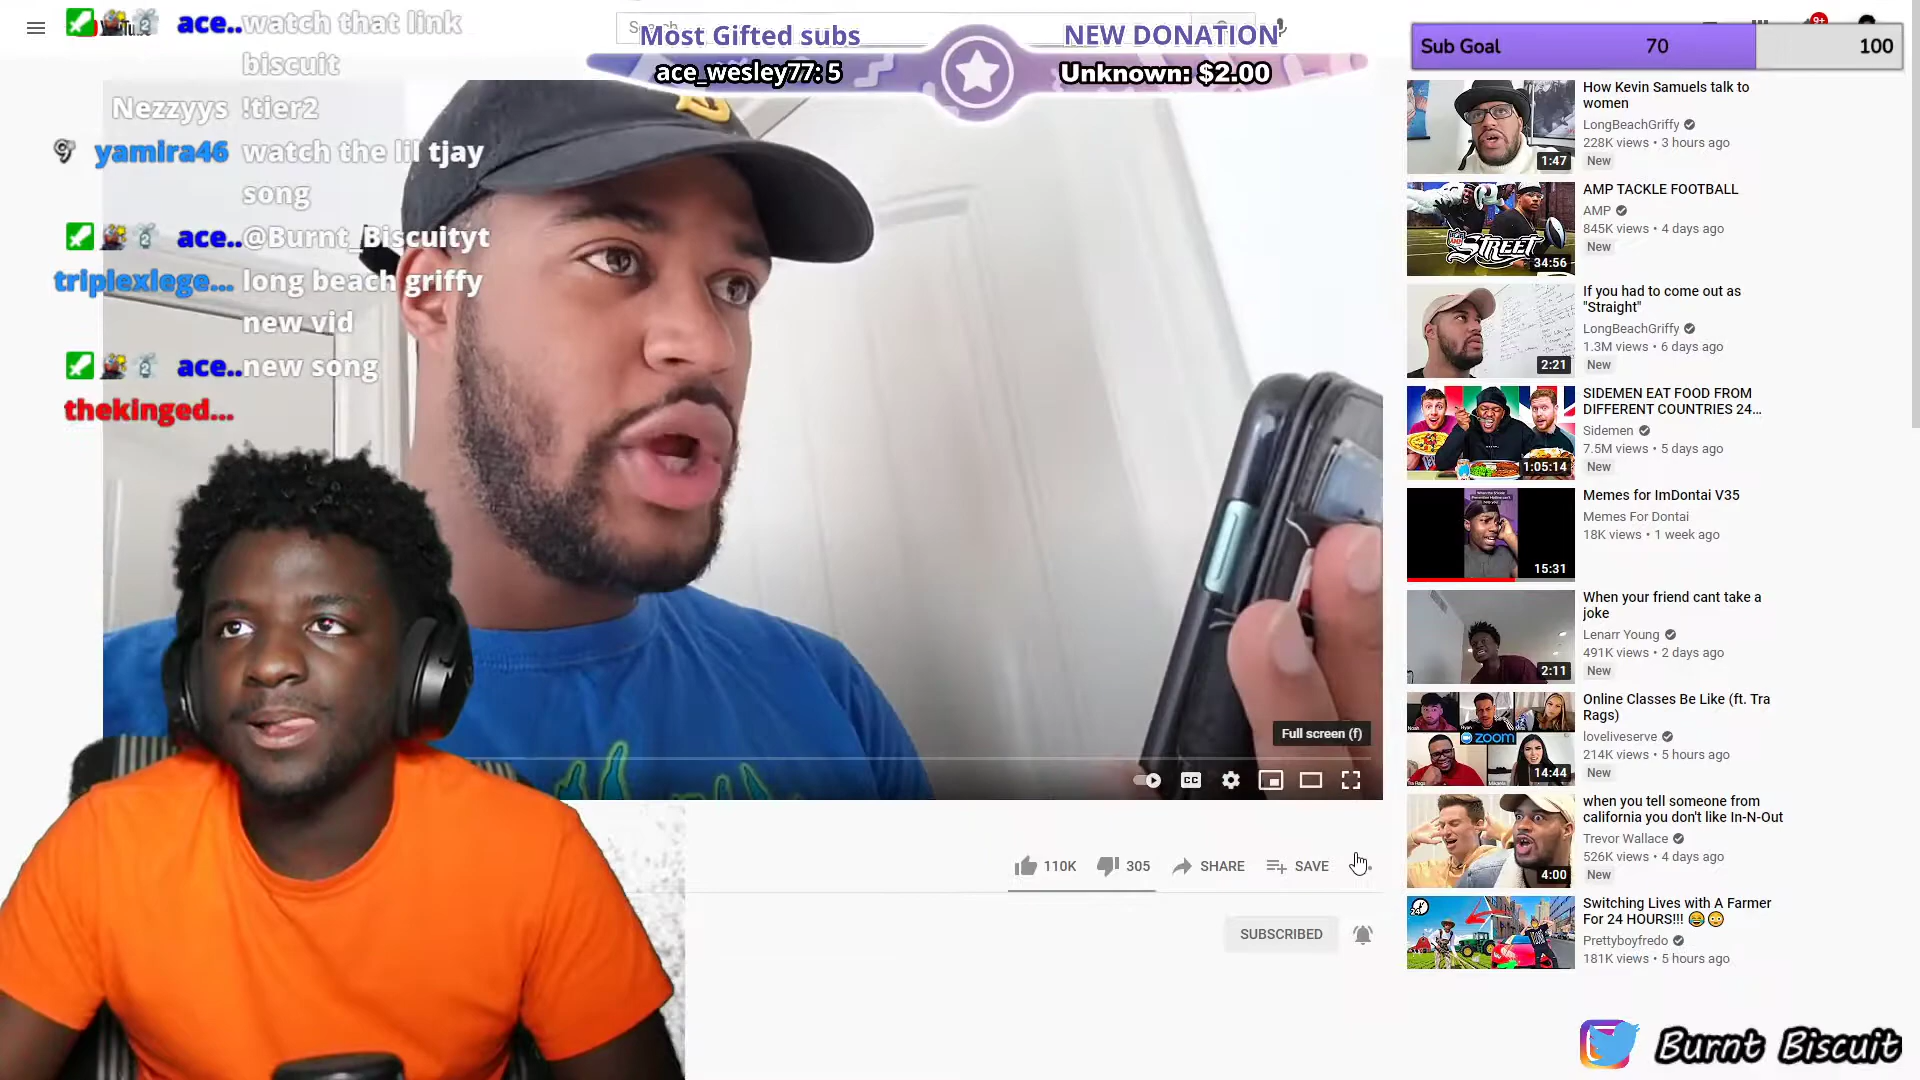 ace..watch that link
biscuit
Nezzyys !tier2
yamira46 watch the lil tjay
song
ace..@Burnt_Biscuityt
triplexlege... long beach griffy
new vid
ace..new song
thekinged...
Most Gifted subs
ace_wesley77: 5
NEW DONATION
Unknown: $2.00
Sub Goal 70 100
9+
Full screen (f)
CC
110K 305 SHARE SAVE
SUBSCRIBED
How Kevin Samuels talk to
women
LongBeachGriffy
228K views • 3 hours ago
New
1:47
AMP TACKLE FOOTBALL
AMP
845K views • 4 days ago
New
STREET
34:56
If you had to come out as
"Straight"
LongBeachGriffy
1.3M views • 6 days ago
New
2:21
SIDEMEN EAT FOOD FROM
DIFFERENT COUNTRIES 24...
Sidemen
7.5M views • 5 days ago
New
1:05:14
Memes for ImDontai V35
Memes For Dontai
18K views • 1 week ago
15:31
When your friend cant take a
joke
Lenarr Young
491K views • 2 days ago
New
2:11
Online Classes Be Like (ft. Tra
Rags)
loveliveserve
214K views • 5 hours ago
New
zoom
14:44
when you tell someone from
california you don't like In-N-Out
Trevor Wallace
526K views • 4 days ago
New
4:00
Switching Lives with A Farmer
For 24 HOURS!!! 😂😳
Prettyboyfredo
181K views • 5 hours ago
Burnt Biscuit